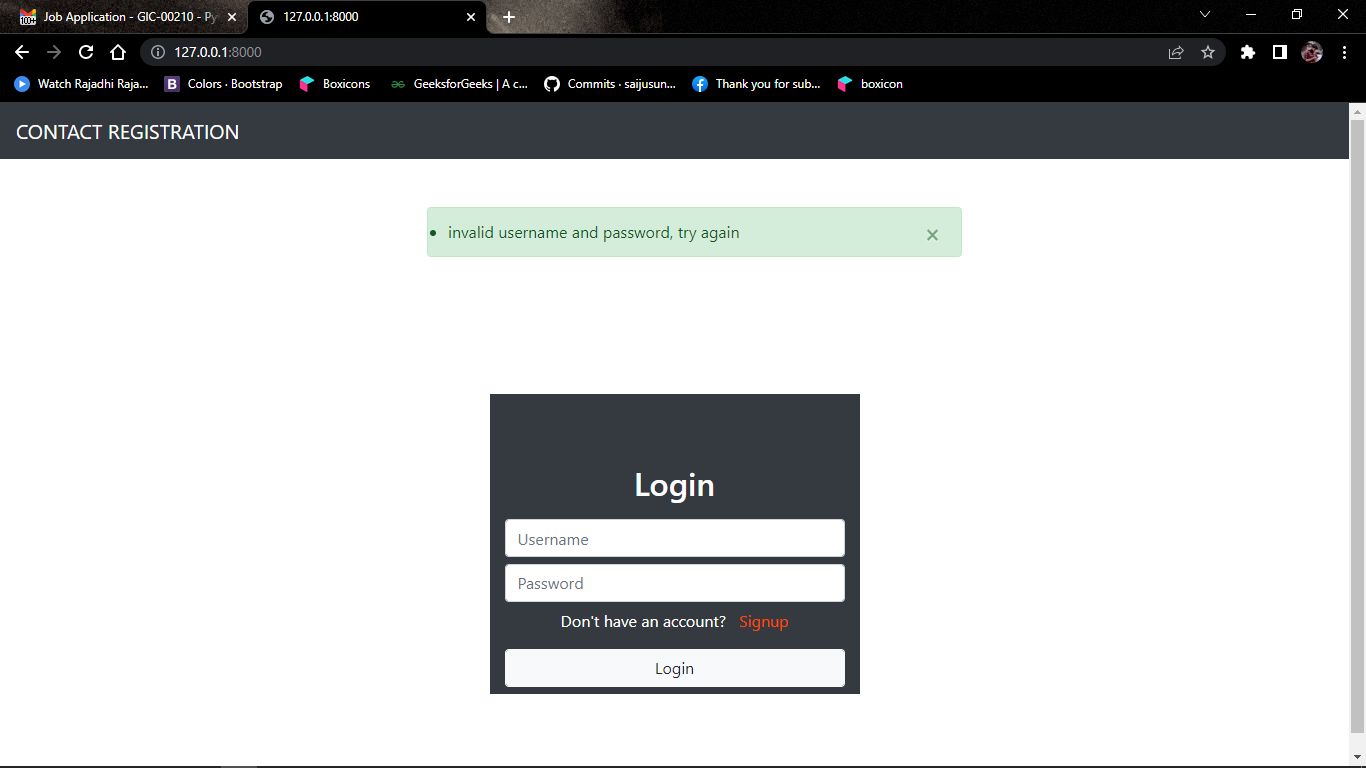 Job Application - GIC-00210 - Py
127.0.0.1:8000
127.0.0.1:8000
Watch Rajadhi Raja... Colors · Bootstrap Boxicons GeeksforGeeks | A c... Commits · saijusun... Thank you for sub... boxicon
CONTACT REGISTRATION
invalid username and password, try again
Login
Username
Password
Don't have an account? Signup
Login